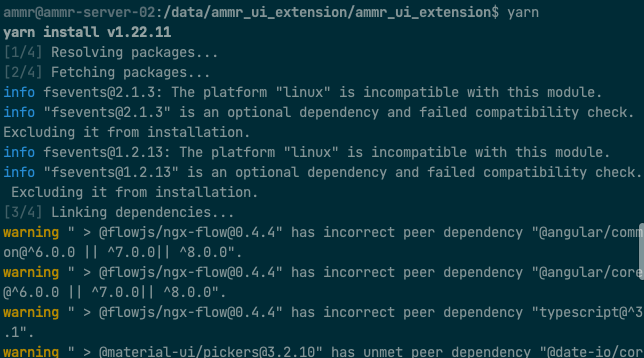 ammr@ammr-server-02:/data/ammr_ui_extension/ammr_ui_extension$ yarn
yarn install v1.22.11
[1/4] Resolving packages...
[2/4] Fetching packages...
info fsevents@2.1.3: The platform "linux" is incompatible with this module.
info "fsevents@2.1.3" is an optional dependency and failed compatibility check.
Excluding it from installation.
info fsevents@1.2.13: The platform "linux" is incompatible with this module.
info "fsevents@1.2.13" is an optional dependency and failed compatibility check.
 Excluding it from installation.
[3/4] Linking dependencies...
warning " > @flowjs/ngx-flow@0.4.4" has incorrect peer dependency "@angular/comm
on@^6.0.0 || ^7.0.0|| ^8.0.0".
warning " > @flowjs/ngx-flow@0.4.4" has incorrect peer dependency "@angular/core
@^6.0.0 || ^7.0.0|| ^8.0.0".
warning " > @flowjs/ngx-flow@0.4.4" has incorrect peer dependency "typescript@^3
.1".
warning " > @material-ui/pickers@3.2.10" has unmet peer dependency "@date-io/cor